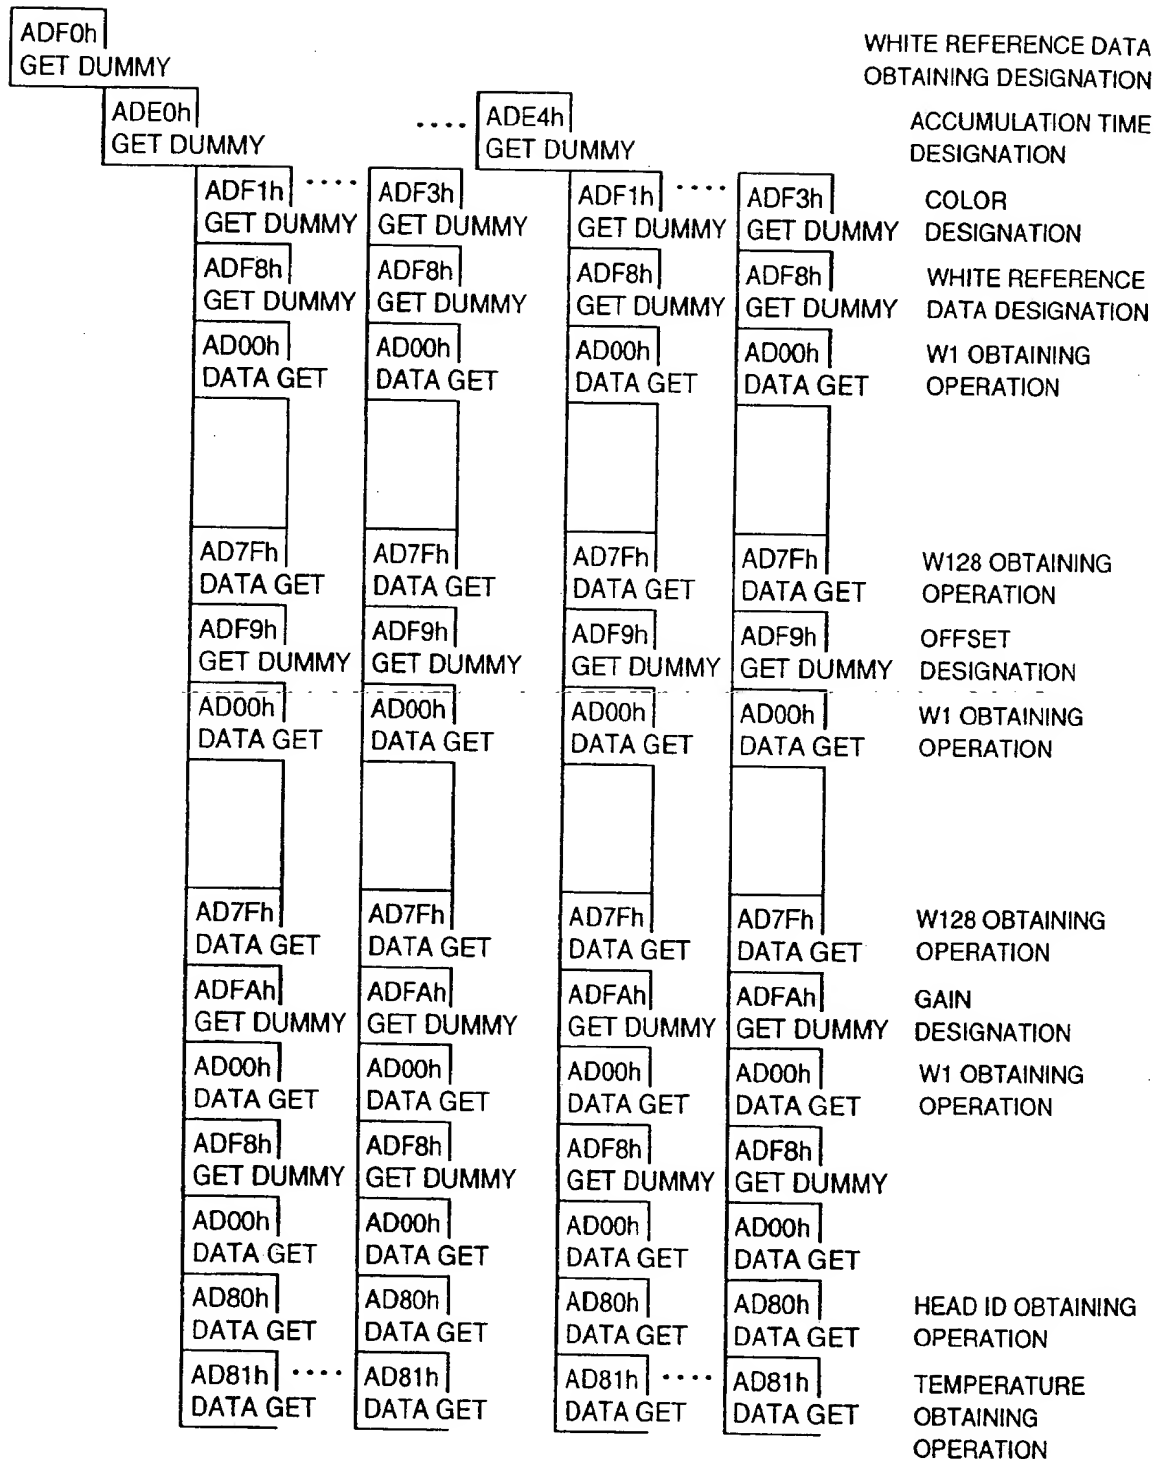 ADF0h
GET DUMMY
WHITE REFERENCE DATA
OBTAINING DESIGNATION
ADE0h .... ADE4h
GET DUMMY GET DUMMY
ACCUMULATION TIME
DESIGNATION
ADF1h .... ADF3h ADF1h .... ADF3h COLOR
GET DUMMY GET DUMMY GET DUMMY GET DUMMY DESIGNATION
ADF8h ADF8h ADF8h ADF8h WHITE REFERENCE
GET DUMMY GET DUMMY GET DUMMY GET DUMMY DATA DESIGNATION
AD00h AD00h AD00h AD00h W1 OBTAINING
DATA GET DATA GET DATA GET DATA GET OPERATION
AD7Fh AD7Fh AD7Fh AD7Fh W128 OBTAINING
DATA GET DATA GET DATA GET DATA GET OPERATION
ADF9h ADF9h ADF9h ADF9h OFFSET
GET DUMMY GET DUMMY GET DUMMY GET DUMMY DESIGNATION
AD00h AD00h AD00h AD00h W1 OBTAINING
DATA GET DATA GET DATA GET DATA GET OPERATION
AD7Fh AD7Fh AD7Fh AD7Fh W128 OBTAINING
DATA GET DATA GET DATA GET DATA GET OPERATION
ADFAh ADFAh ADFAh ADFAh GAIN
GET DUMMY GET DUMMY GET DUMMY GET DUMMY DESIGNATION
AD00h AD00h AD00h AD00h W1 OBTAINING
DATA GET DATA GET DATA GET DATA GET OPERATION
ADF8h ADF8h ADF8h ADF8h
GET DUMMY GET DUMMY GET DUMMY GET DUMMY
AD00h AD00h AD00h AD00h
DATA GET DATA GET DATA GET DATA GET
AD80h AD80h AD80h AD80h HEAD ID OBTAINING
DATA GET DATA GET DATA GET DATA GET OPERATION
AD81h .... AD81h AD81h .... AD81h TEMPERATURE
DATA GET DATA GET DATA GET DATA GET OBTAINING
OPERATION